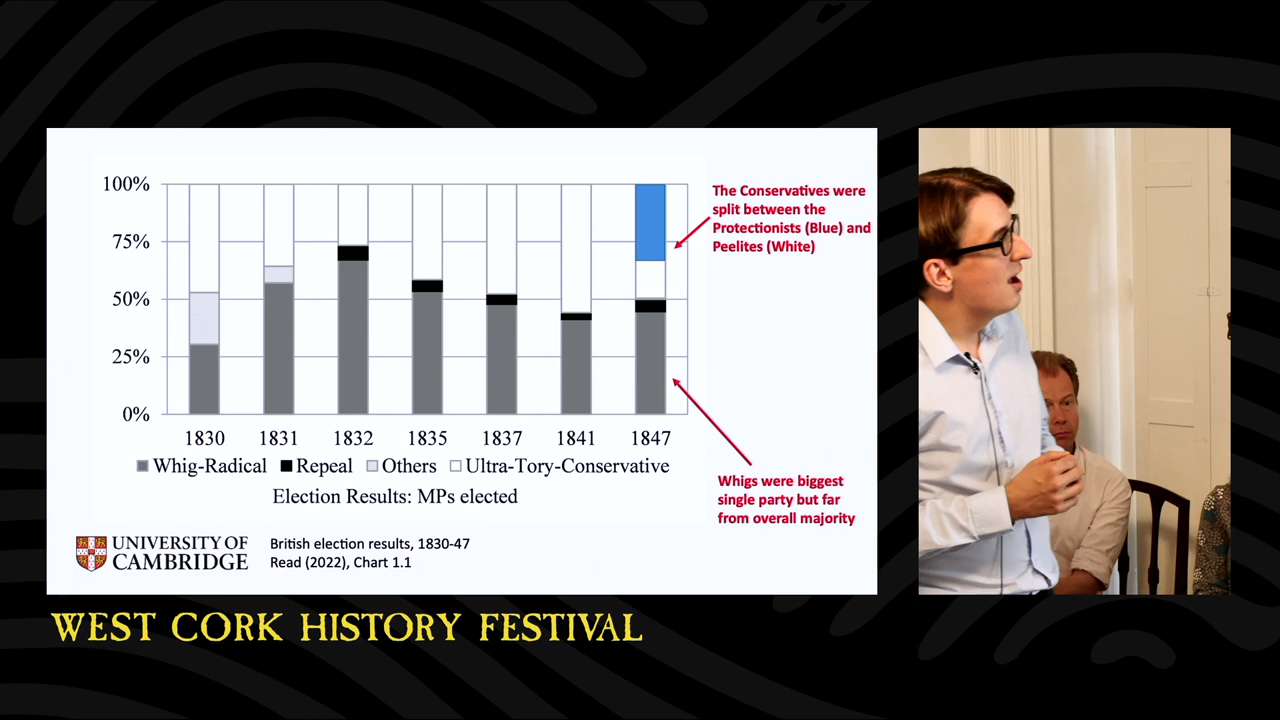 100%
75%
50%
25%
0%
1830 1831 1832 1835 1837 1841 1847
Whig-Radical Repeal Others Ultra-Tory-Conservative
Election Results: MPs elected
The Conservatives were
split between the
Protectionists (Blue) and
Peelites (White)
Whigs were biggest
single party but far
from overall majority
UNIVERSITY OF
CAMBRIDGE
British election results, 1830-47
Read (2022), Chart 1.1
WEST CORK HISTORY FESTIVAL